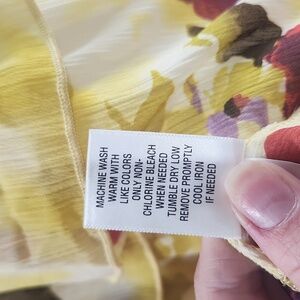 MACHINE WASH
WARM WITH
LIKE COLORS
ONLY NON-
CHLORINE BLEACH
WHEN NEEDED
TUMBLE DRY LOW
REMOVE PROMPTLY
COOL IRON
IF NEEDED